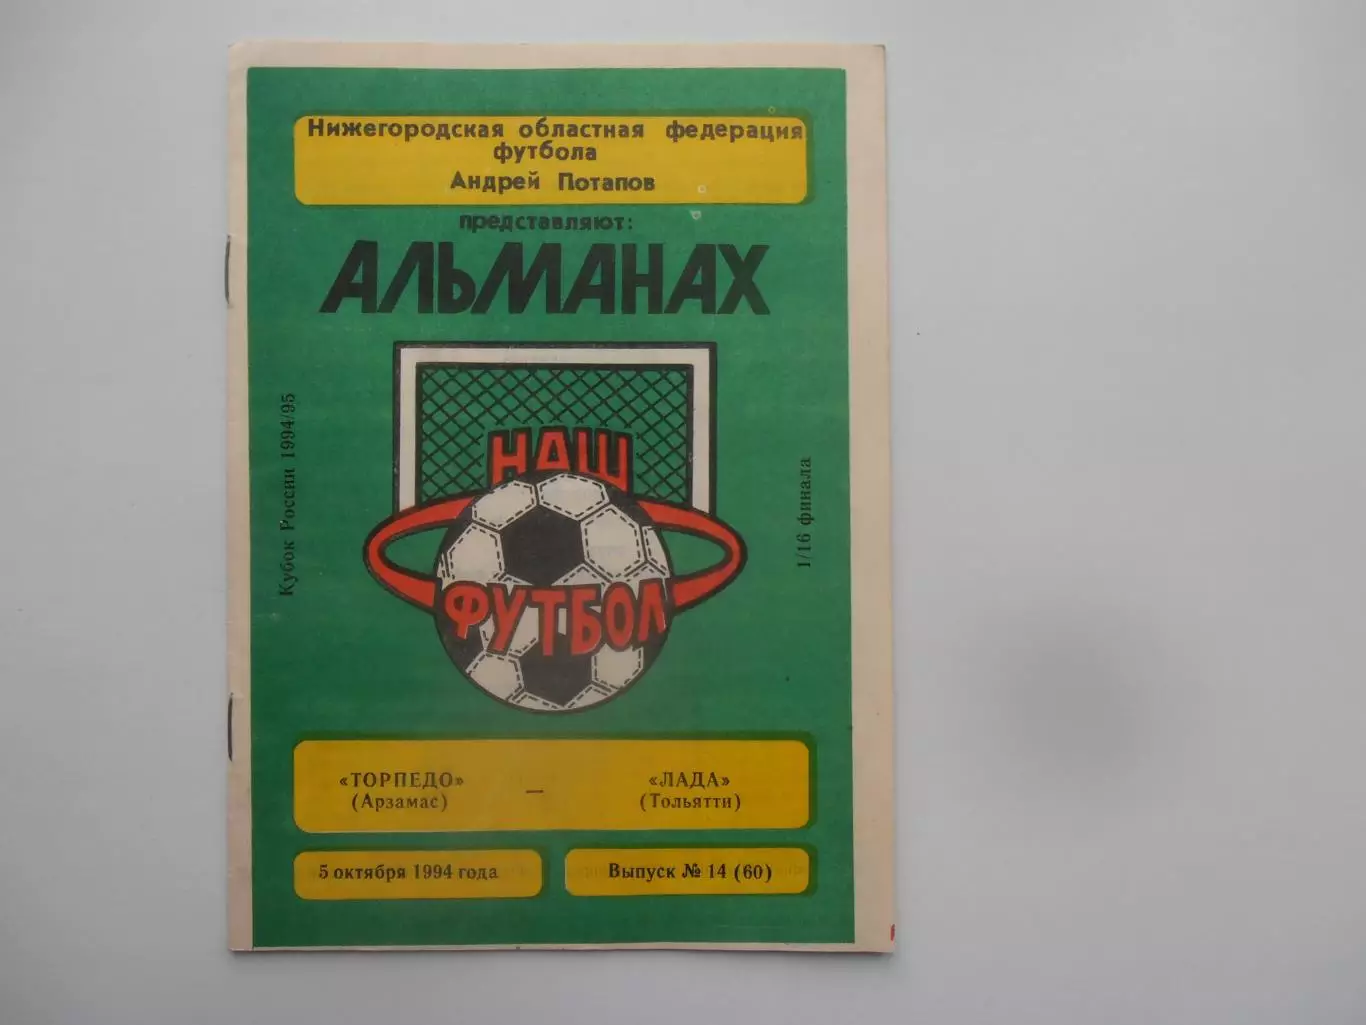 Нижегородская областная федерация
футбола
Андрей Потапов
представляют:
АЛЬМАНАХ
Кубок России 1994/95
1/16 финала
НАШ
ФУТБОЛ
«ТОРПЕДО» — «ЛАДА»
(Арзамас) (Тольятти)
5 октября 1994 года
Выпуск № 14 (60)